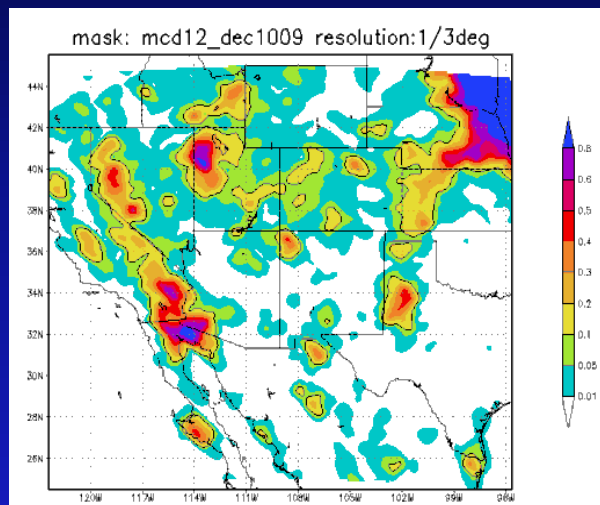 mask: mcd12_dec1009 resolution:1/3deg
44N
42N
40N
38N
36N
34N
32N
30N
28N
26N
120W 117W 114W 111W 108W 105W 102W 99W 96W
0.8
0.6
0.5
0.4
0.3
0.2
0.1
0.05
0.01